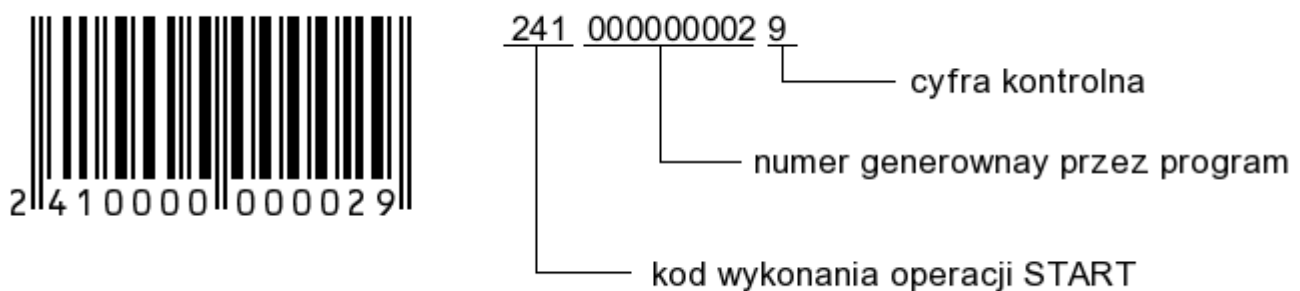 241 000000002 9
cyfra kontrolna
numer generownay przez program
2 410000 000029
kod wykonania operacji START